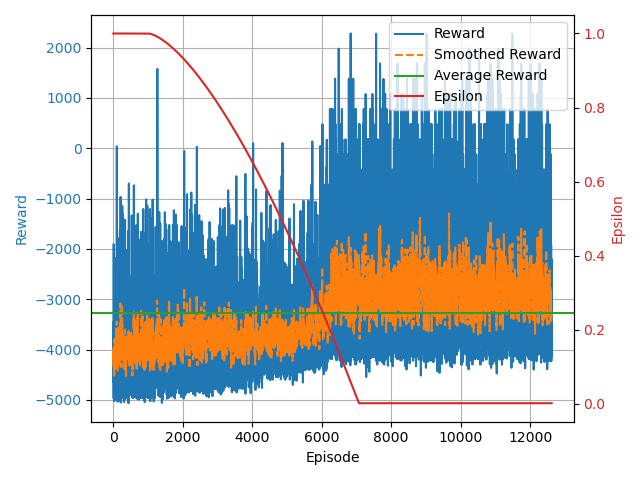 Reward
Smoothed Reward
Average Reward
Epsilon
2000
1000
0
−1000
−2000
−3000
−4000
−5000
Reward
1.0
0.8
0.6
0.4
0.2
0.0
Epsilon
0 2000 4000 6000 8000 10000 12000
Episode